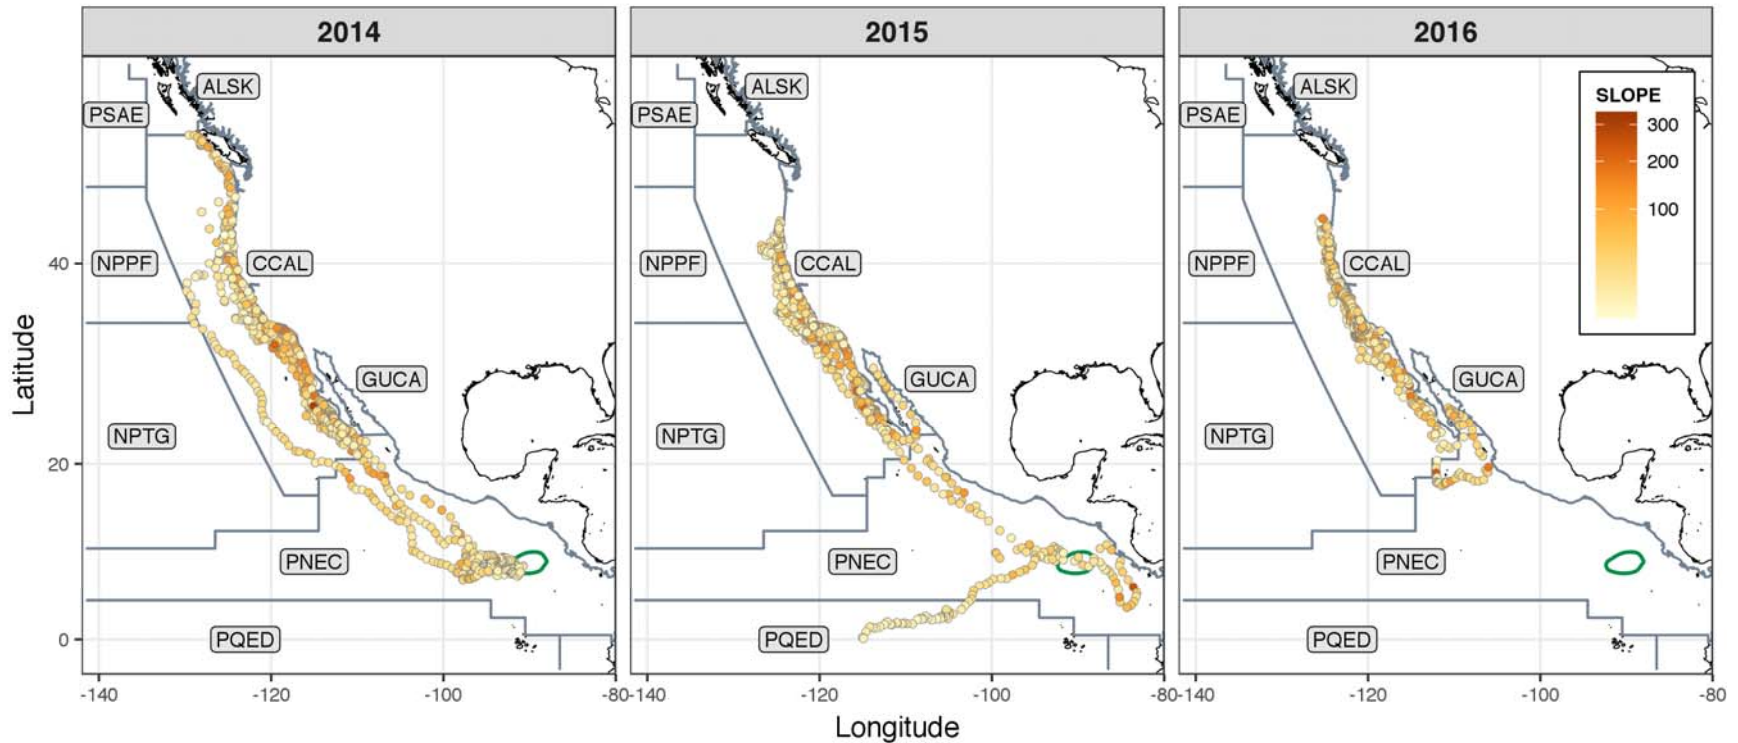 2014 2015 2016
ALSK ALSK ALSK
SLOPE
PSAE PSAE PSAE
300
200
100
40 NPPF CCAL NPPF CCAL NPPF CCAL
Latitude
GUCA GUCA GUCA
NPTG NPTG NPTG
20
PNEC PNEC PNEC
0 PQED PQED PQED
-140 -120 -100 -80 -140 -120 -100 -80 -140 -120 -100 -80
Longitude